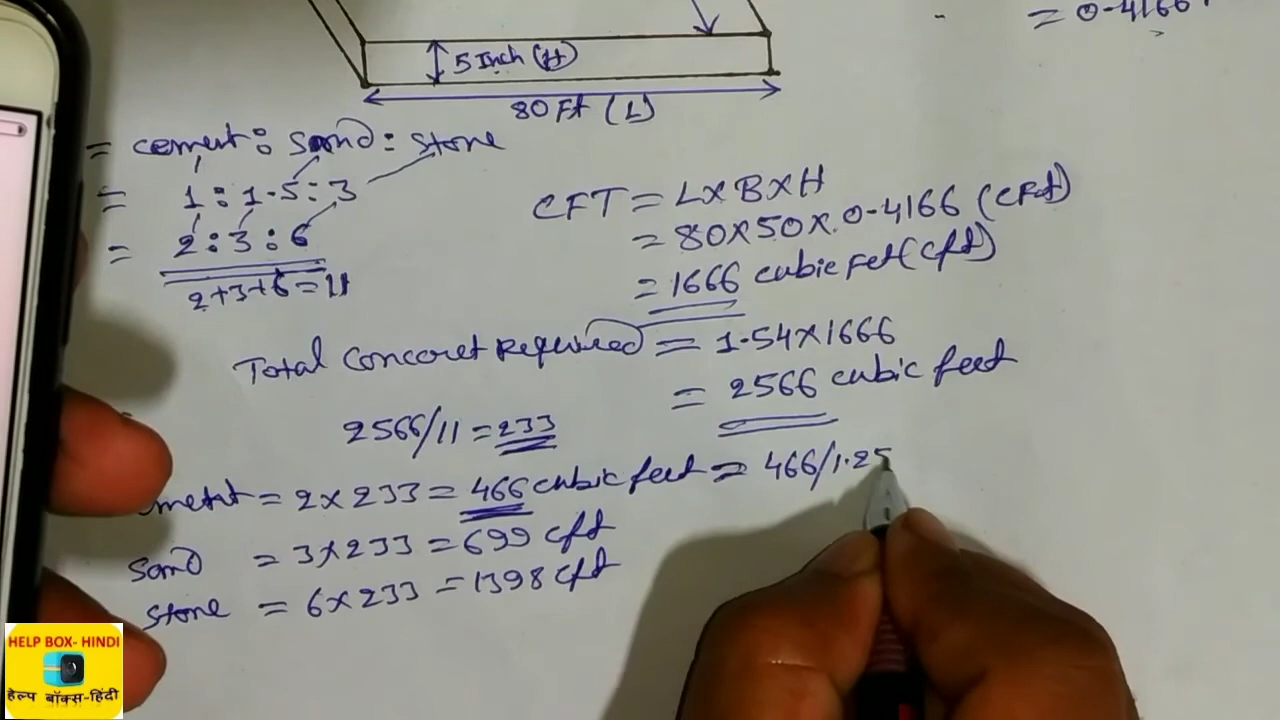 = 0.4166
5 Inch (H)
80 Ft (L)
= cement : sand : stone
= 1 : 1.5 : 3
= 2 : 3 : 6
2+3+6=11
CFT = L X B X H
= 80 X 50 X 0.4166 (CFt)
= 1666 cubic Fet (cft)
Total Concret Required = 1.54 X 1666
= 2566 cubic feet
2566/11 = 233
= 2 X 233 = 466 cubic feet = 466/1.25
Sand = 3 X 233 = 699 cft
Stone = 6 X 233 = 1398 cft
HELP BOX- HINDI
हेल्प बॉक्स-हिंदी